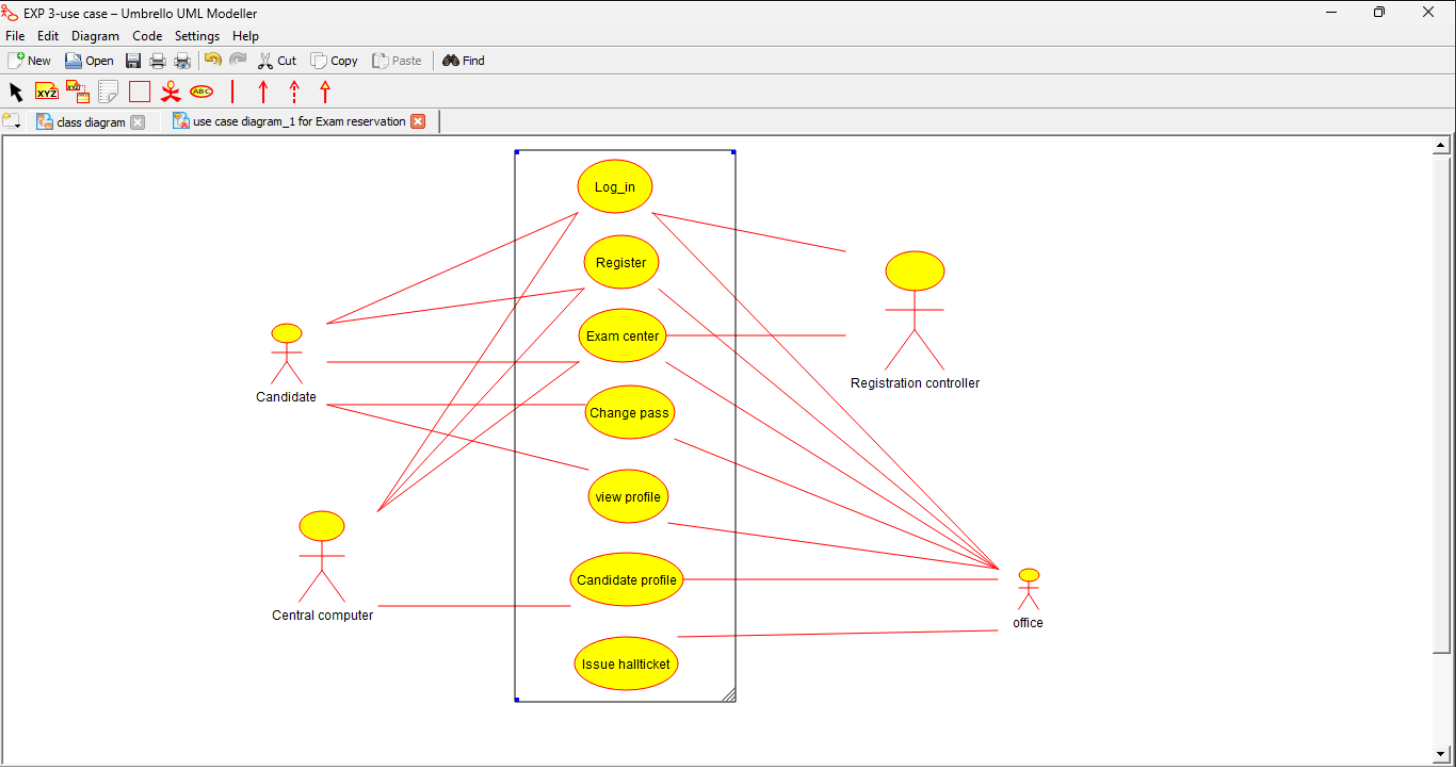 EXP 3-use case – Umbrello UML Modeller
File Edit Diagram Code Settings Help
New Open Cut Copy Paste Find
XYZ XYZ ABC
class diagram use case diagram_1 for Exam reservation
Log_in
Register
Exam center
Candidate
Registration controller
Change pass
view profile
Candidate profile
Central computer
office
Issue hallticket